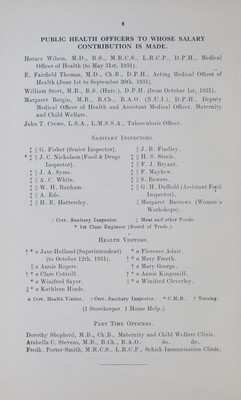 4
PUBLIC HEALTH OFFICERS TO WHOSE SALARY
CONTRIBUTION IS MADE.
Horace Wilson, M.D., B.S., M.R.C.S., L.R.C.P., D.P.H., Medical
Officer of Health (to May 31st, 1931).
E. Fairfield Thomas, M.D., Ch.B., D.P.H., Acting Medical Officer of
Health (June 1st to September 30th, 1931).
William Stott, M.B., B.S. (Hars.), D.P.H. (from October 1st, 1931).
Margaret Bergin, M.B., B.Ch., B.A.O. (N.U.I.), D.P.H., Deputy
Medical Officer of Health and Assistant Medical Officer, Maternity
and Child Welfare.
John T. Crowe, L.S.A., L.M.S.S.A., Tuberculosis Officer.
SANITARY INSPECTORS.
‡ || G. Fisher (Senior Inspector).
* ‡ || J. C. Nicholson (Food & Drugs
Inspector).
‡ || J. A. Syms.
‡ || A. C. White.
‡ || W. H. Banham.
‡ || A. Ede.
‡ || H. E. Hattersley.
|| J. R. Findley.
‡ || H. S. Steele.
‡ || F. J. Bryant.
‡ || F. Mayhew.
‡ || S. Bowers.
‡ || G. H. Duffield (Assistant Food
Inspector).
|| Margaret Burrows (Women's
Workshops).
|| Cert. Sanitary Inspector. ‡ Meat and other Foods.
* 1st Class Engineer (Board of Trade.)
HEALTH VISITORS.
† * a Jane Holland (Superintendent)
(to October 12th, 1931).
|| a Annie Rogers.
† * a Clare Cottrill.
* a Winifred Sayer.
|| * a Kathleen Hinde.
* a Florence Adair.
† * a Mary Fineth.
† a Mary George.
† * a Annie Kingsmill.
|| * a Winifred Cleverley.
a Cert. Health Visitor. || Cert. Sanitary Inspector. * C.M.B. † Nursing.
(1 Storekeeper. 1 Home Help.)
PART TIME OFFICERS.
Dorothy Shepherd, M.B., Ch.B., Maternity and Child Welfare Clinic.
Arabella C. Stevens, M.B., B.Ch., B.A.O. do. do.
Fredk. Porter-Smith, M.R.C.S., L.R.C.P., Schick Immunisation Clinic.